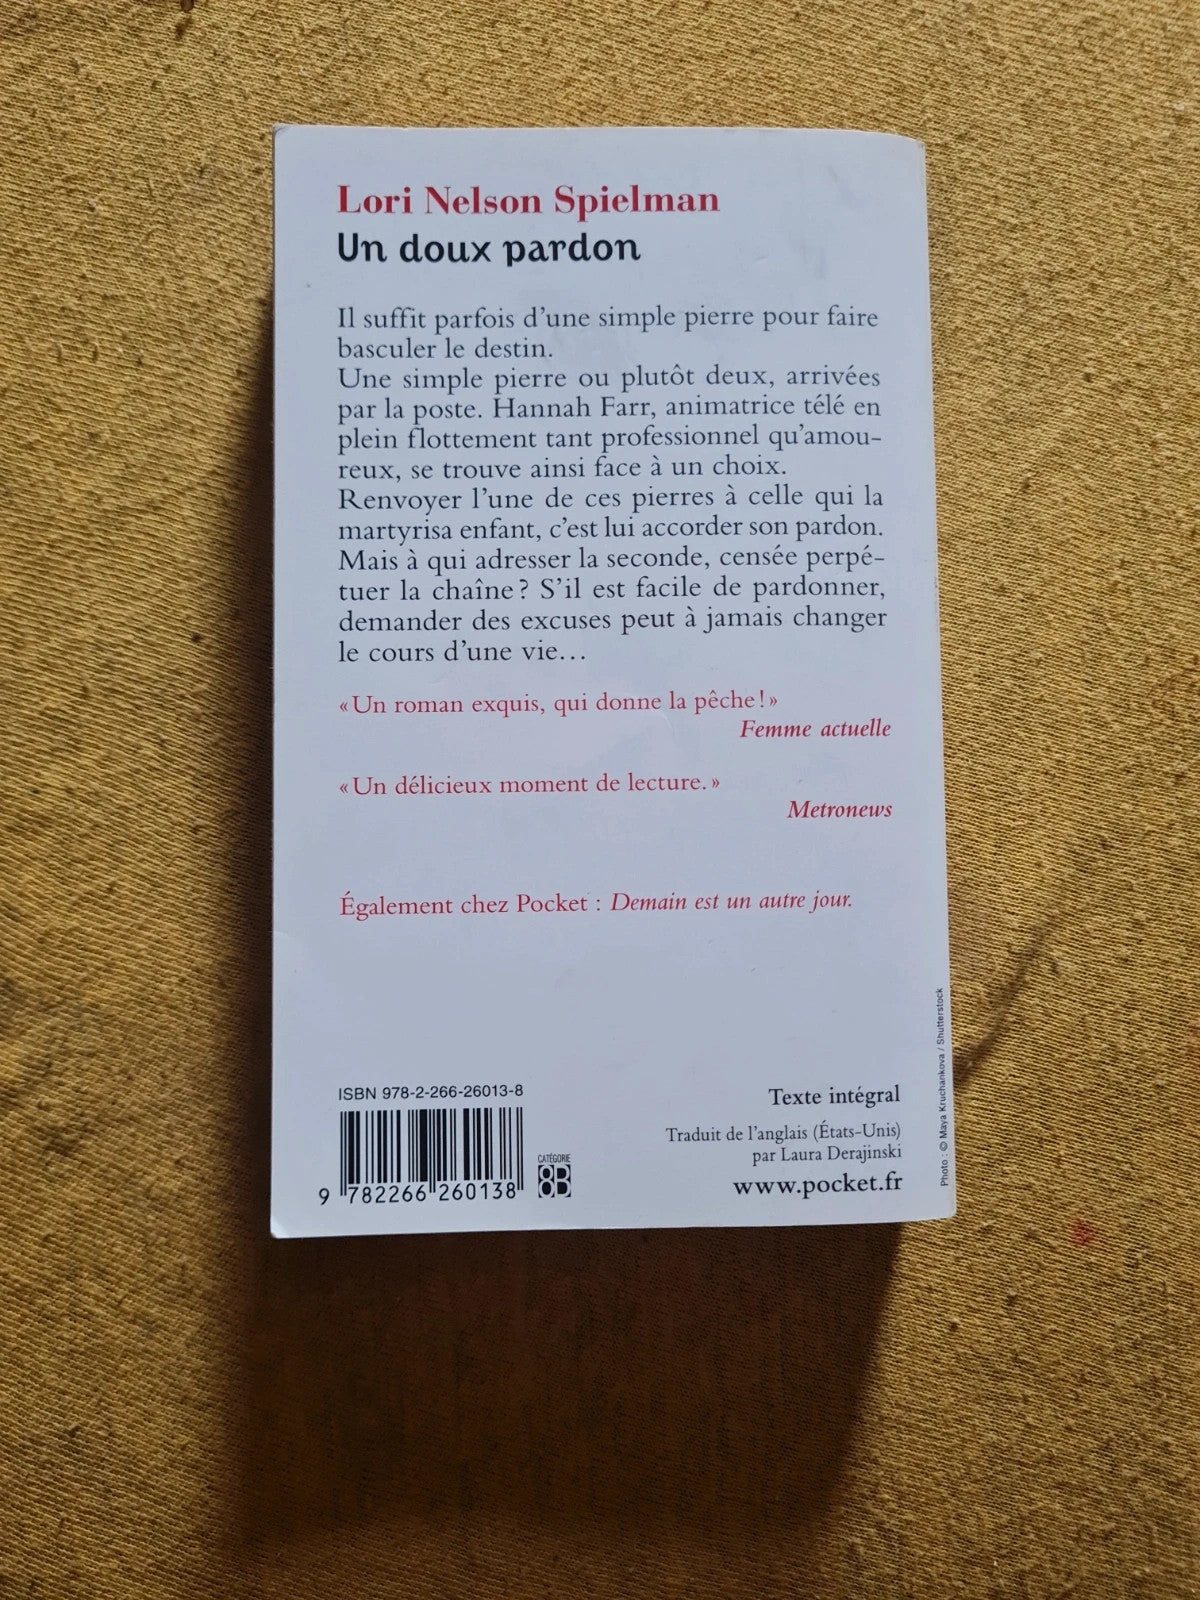 Lori Nelson Spielman
Un doux pardon
Il suffit parfois d'une simple pierre pour faire
basculer le destin.
Une simple pierre ou plutôt deux, arrivées
par la poste. Hannah Farr, animatrice télé en
plein flottement tant professionnel qu'amou-
reux, se trouve ainsi face à un choix.
Renvoyer l'une de ces pierres à celle qui la
martyrisa enfant, c'est lui accorder son pardon.
Mais à qui adresser la seconde, censée perpé-
tuer la chaîne ? S'il est facile de pardonner,
demander des excuses peut à jamais changer
le cours d'une vie…
« Un roman exquis, qui donne la pêche ! »
Femme actuelle
« Un délicieux moment de lecture. »
Metronews
Également chez Pocket : Demain est un autre jour.
ISBN 978-2-266-26013-8
9 782266 260138
CATÉGORIE
8B
Texte intégral
Traduit de l'anglais (États-Unis)
par Laura Derajinski
www.pocket.fr
Photo : © Maya Kruchankova / Shutterstock